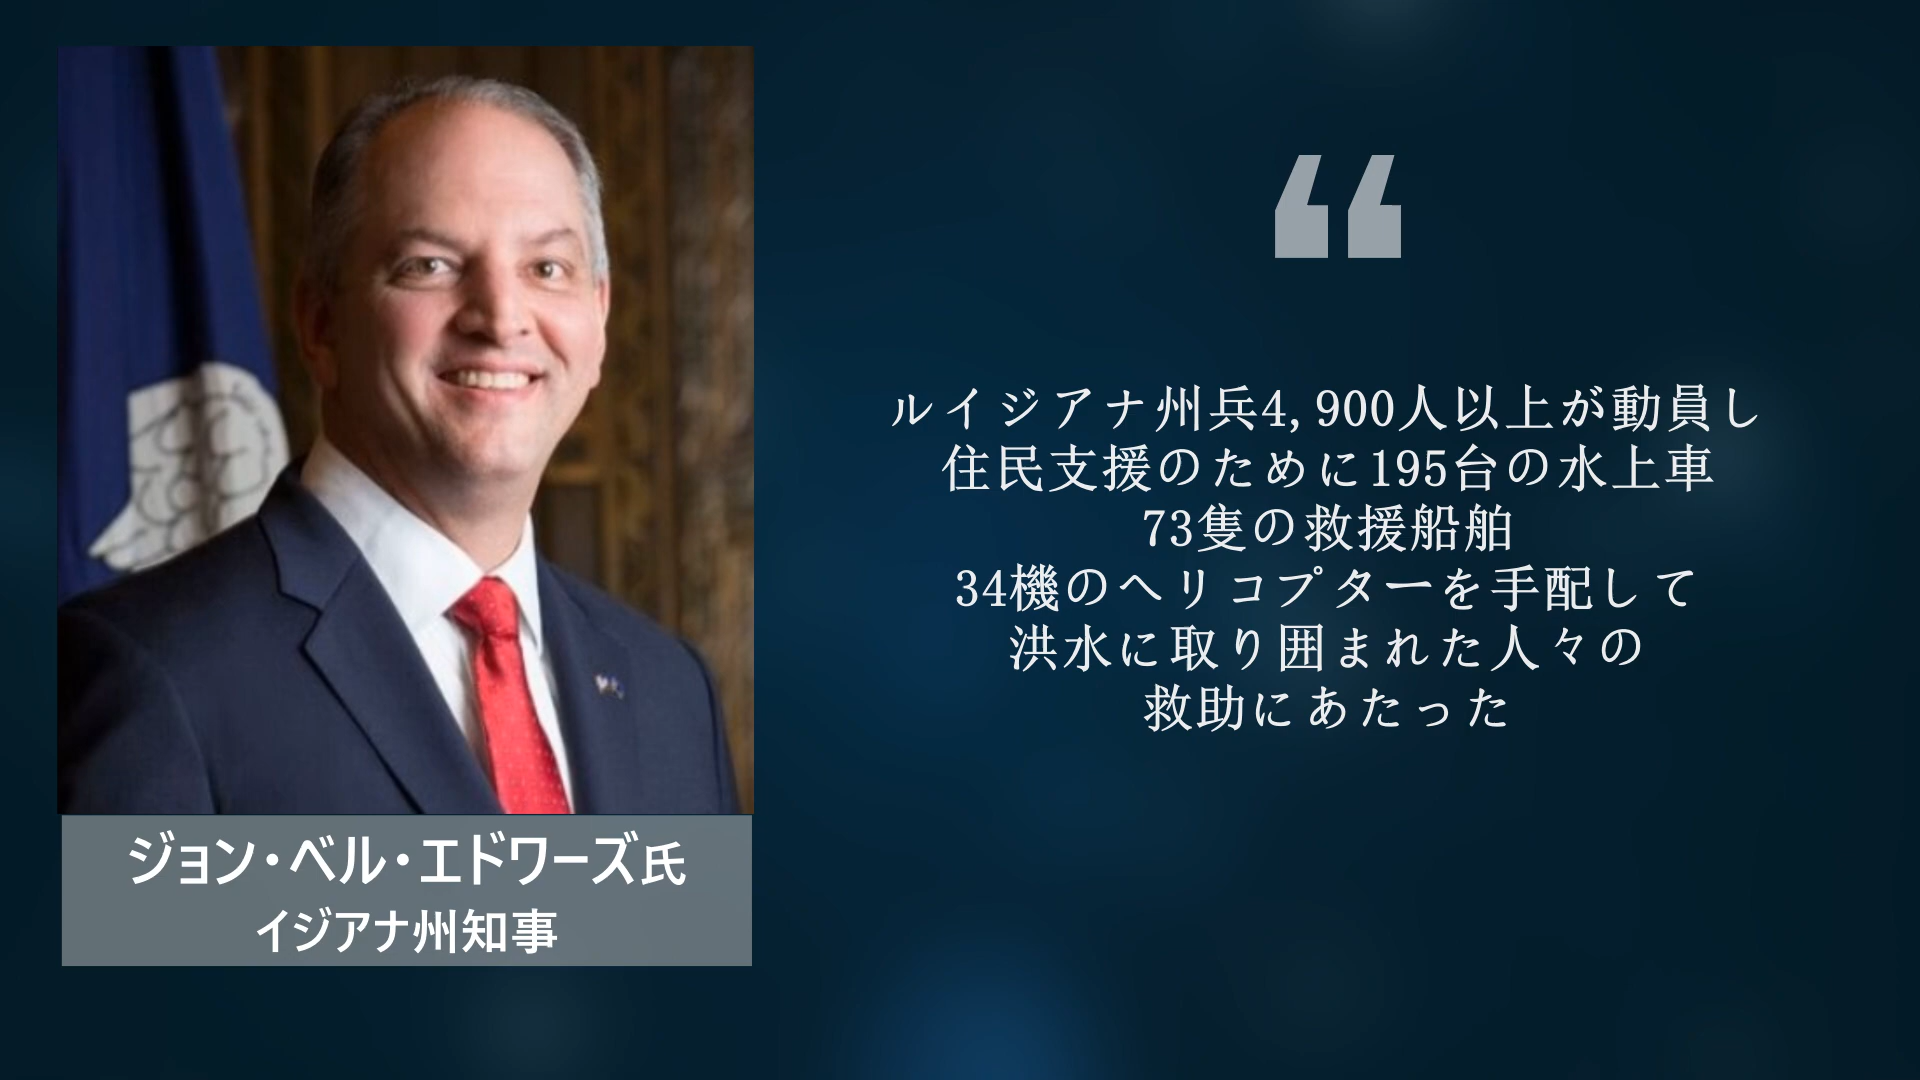 “
ルイジアナ州兵4,900人以上が動員し
住民支援のために195台の水上車
73隻の救援船舶
34機のヘリコプターを手配して
洪水に取り囲まれた人々の
救助にあたった
ジョン・ベル・エドワーズ氏
イジアナ州知事